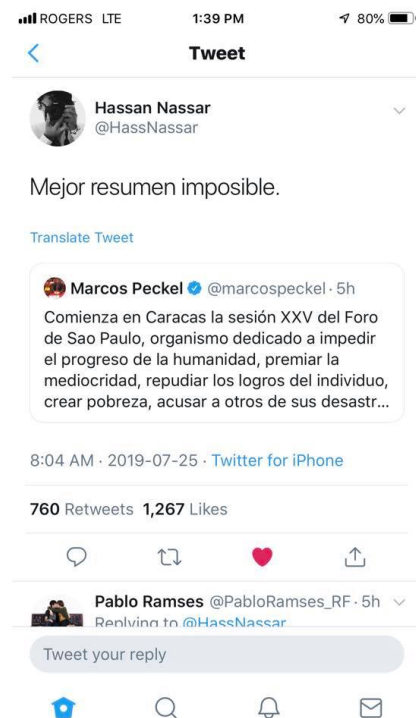 ROGERS LTE 1:39 PM 80%
Tweet
Hassan Nassar
@HassNassar
Mejor resumen imposible.
Translate Tweet
Marcos Peckel @marcospeckel · 5h
Comienza en Caracas la sesión XXV del Foro
de Sao Paulo, organismo dedicado a impedir
el progreso de la humanidad, premiar la
mediocridad, repudiar los logros del individuo,
crear pobreza, acusar a otros de sus desastr...
8:04 AM · 2019-07-25 · Twitter for iPhone
760 Retweets 1,267 Likes
Pablo Ramses @PabloRamses_RF · 5h
Replying to @HassNassar
Tweet your reply